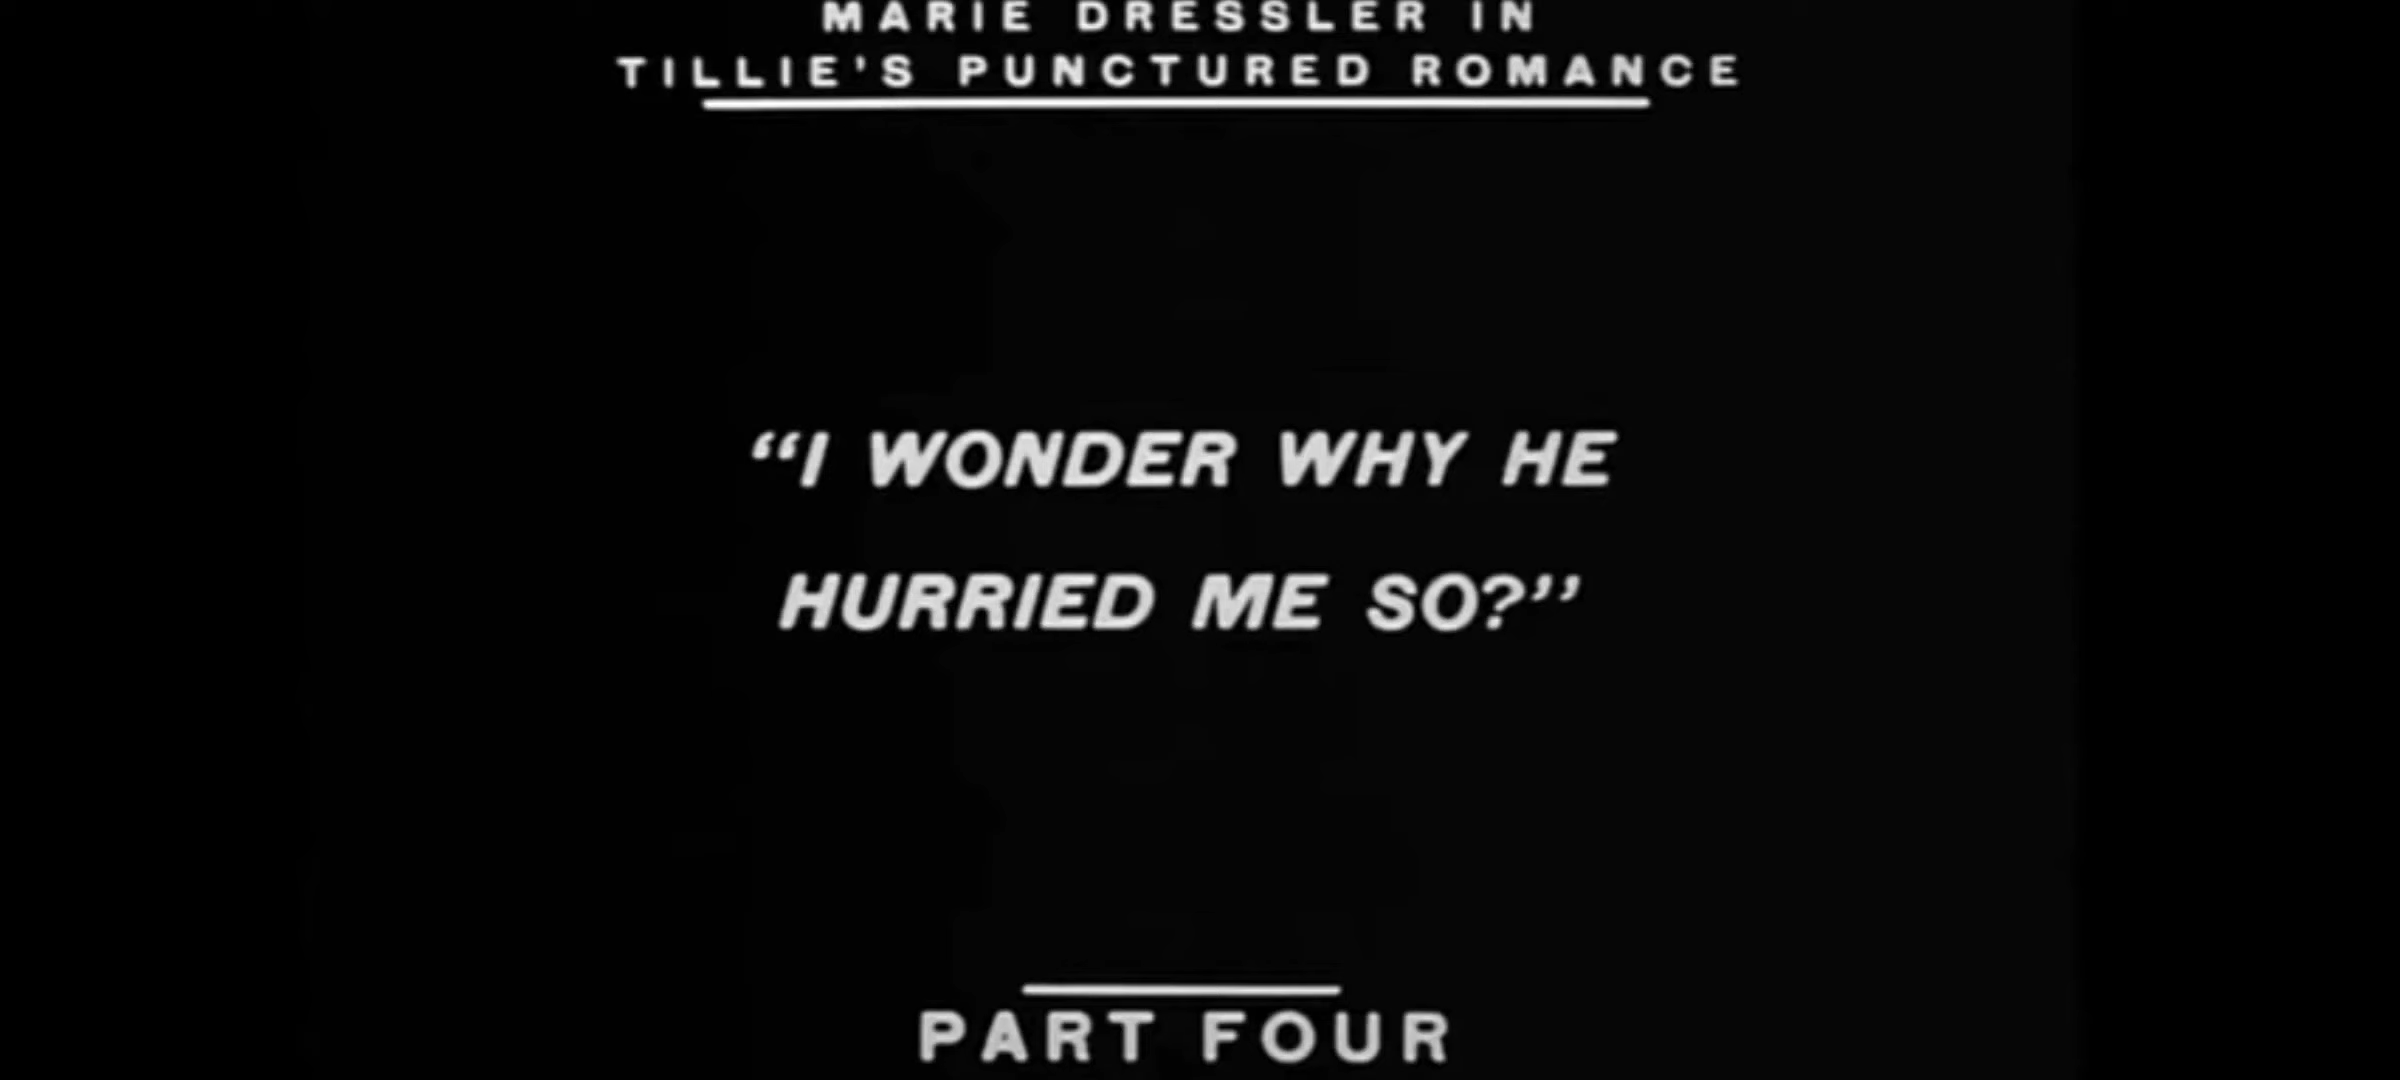 MARIE DRESSLER IN
TILLIE'S PUNCTURED ROMANCE
“I WONDER WHY HE
HURRIED ME SO?”
PART FOUR